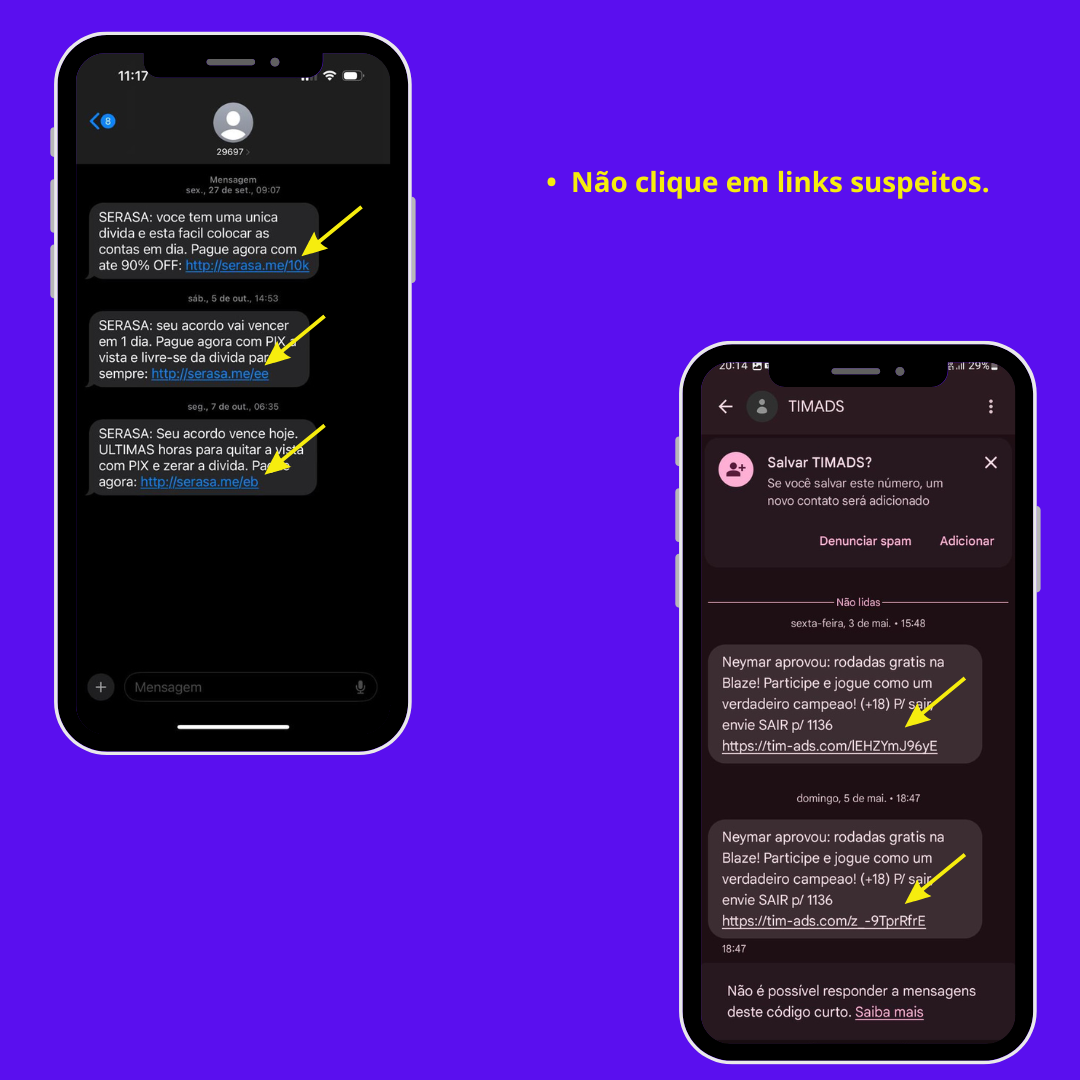 11:17
8
29697
Mensagem
sex., 27 de set., 09:07
SERASA: voce tem uma unica
divida e esta facil colocar as
contas em dia. Pague agora com
ate 90% OFF: http://serasa.me/10k
sáb., 5 de out., 14:53
SERASA: seu acordo vai vencer
em 1 dia. Pague agora com PIX a
vista e livre-se da divida para
sempre: http://serasa.me/ee
seg., 7 de out., 06:35
SERASA: Seu acordo vence hoje.
ULTIMAS horas para quitar a vista
com PIX e zerar a divida. Pague
agora: http://serasa.me/eb
Mensagem
• Não clique em links suspeitos.
20:14
29%
TIMADS
Salvar TIMADS?
Se você salvar este número, um
novo contato será adicionado
Denunciar spam Adicionar
Não lidas
sexta-feira, 3 de mai. • 15:48
Neymar aprovou: rodadas gratis na
Blaze! Participe e jogue como um
verdadeiro campeao! (+18) P/ sair,
envie SAIR p/ 1136
https://tim-ads.com/lEHZYmJ96yE
domingo, 5 de mai. • 18:47
Neymar aprovou: rodadas gratis na
Blaze! Participe e jogue como um
verdadeiro campeao! (+18) P/ sair,
envie SAIR p/ 1136
https://tim-ads.com/z_-9TprRfrE
18:47
Não é possível responder a mensagens
deste código curto. Saiba mais